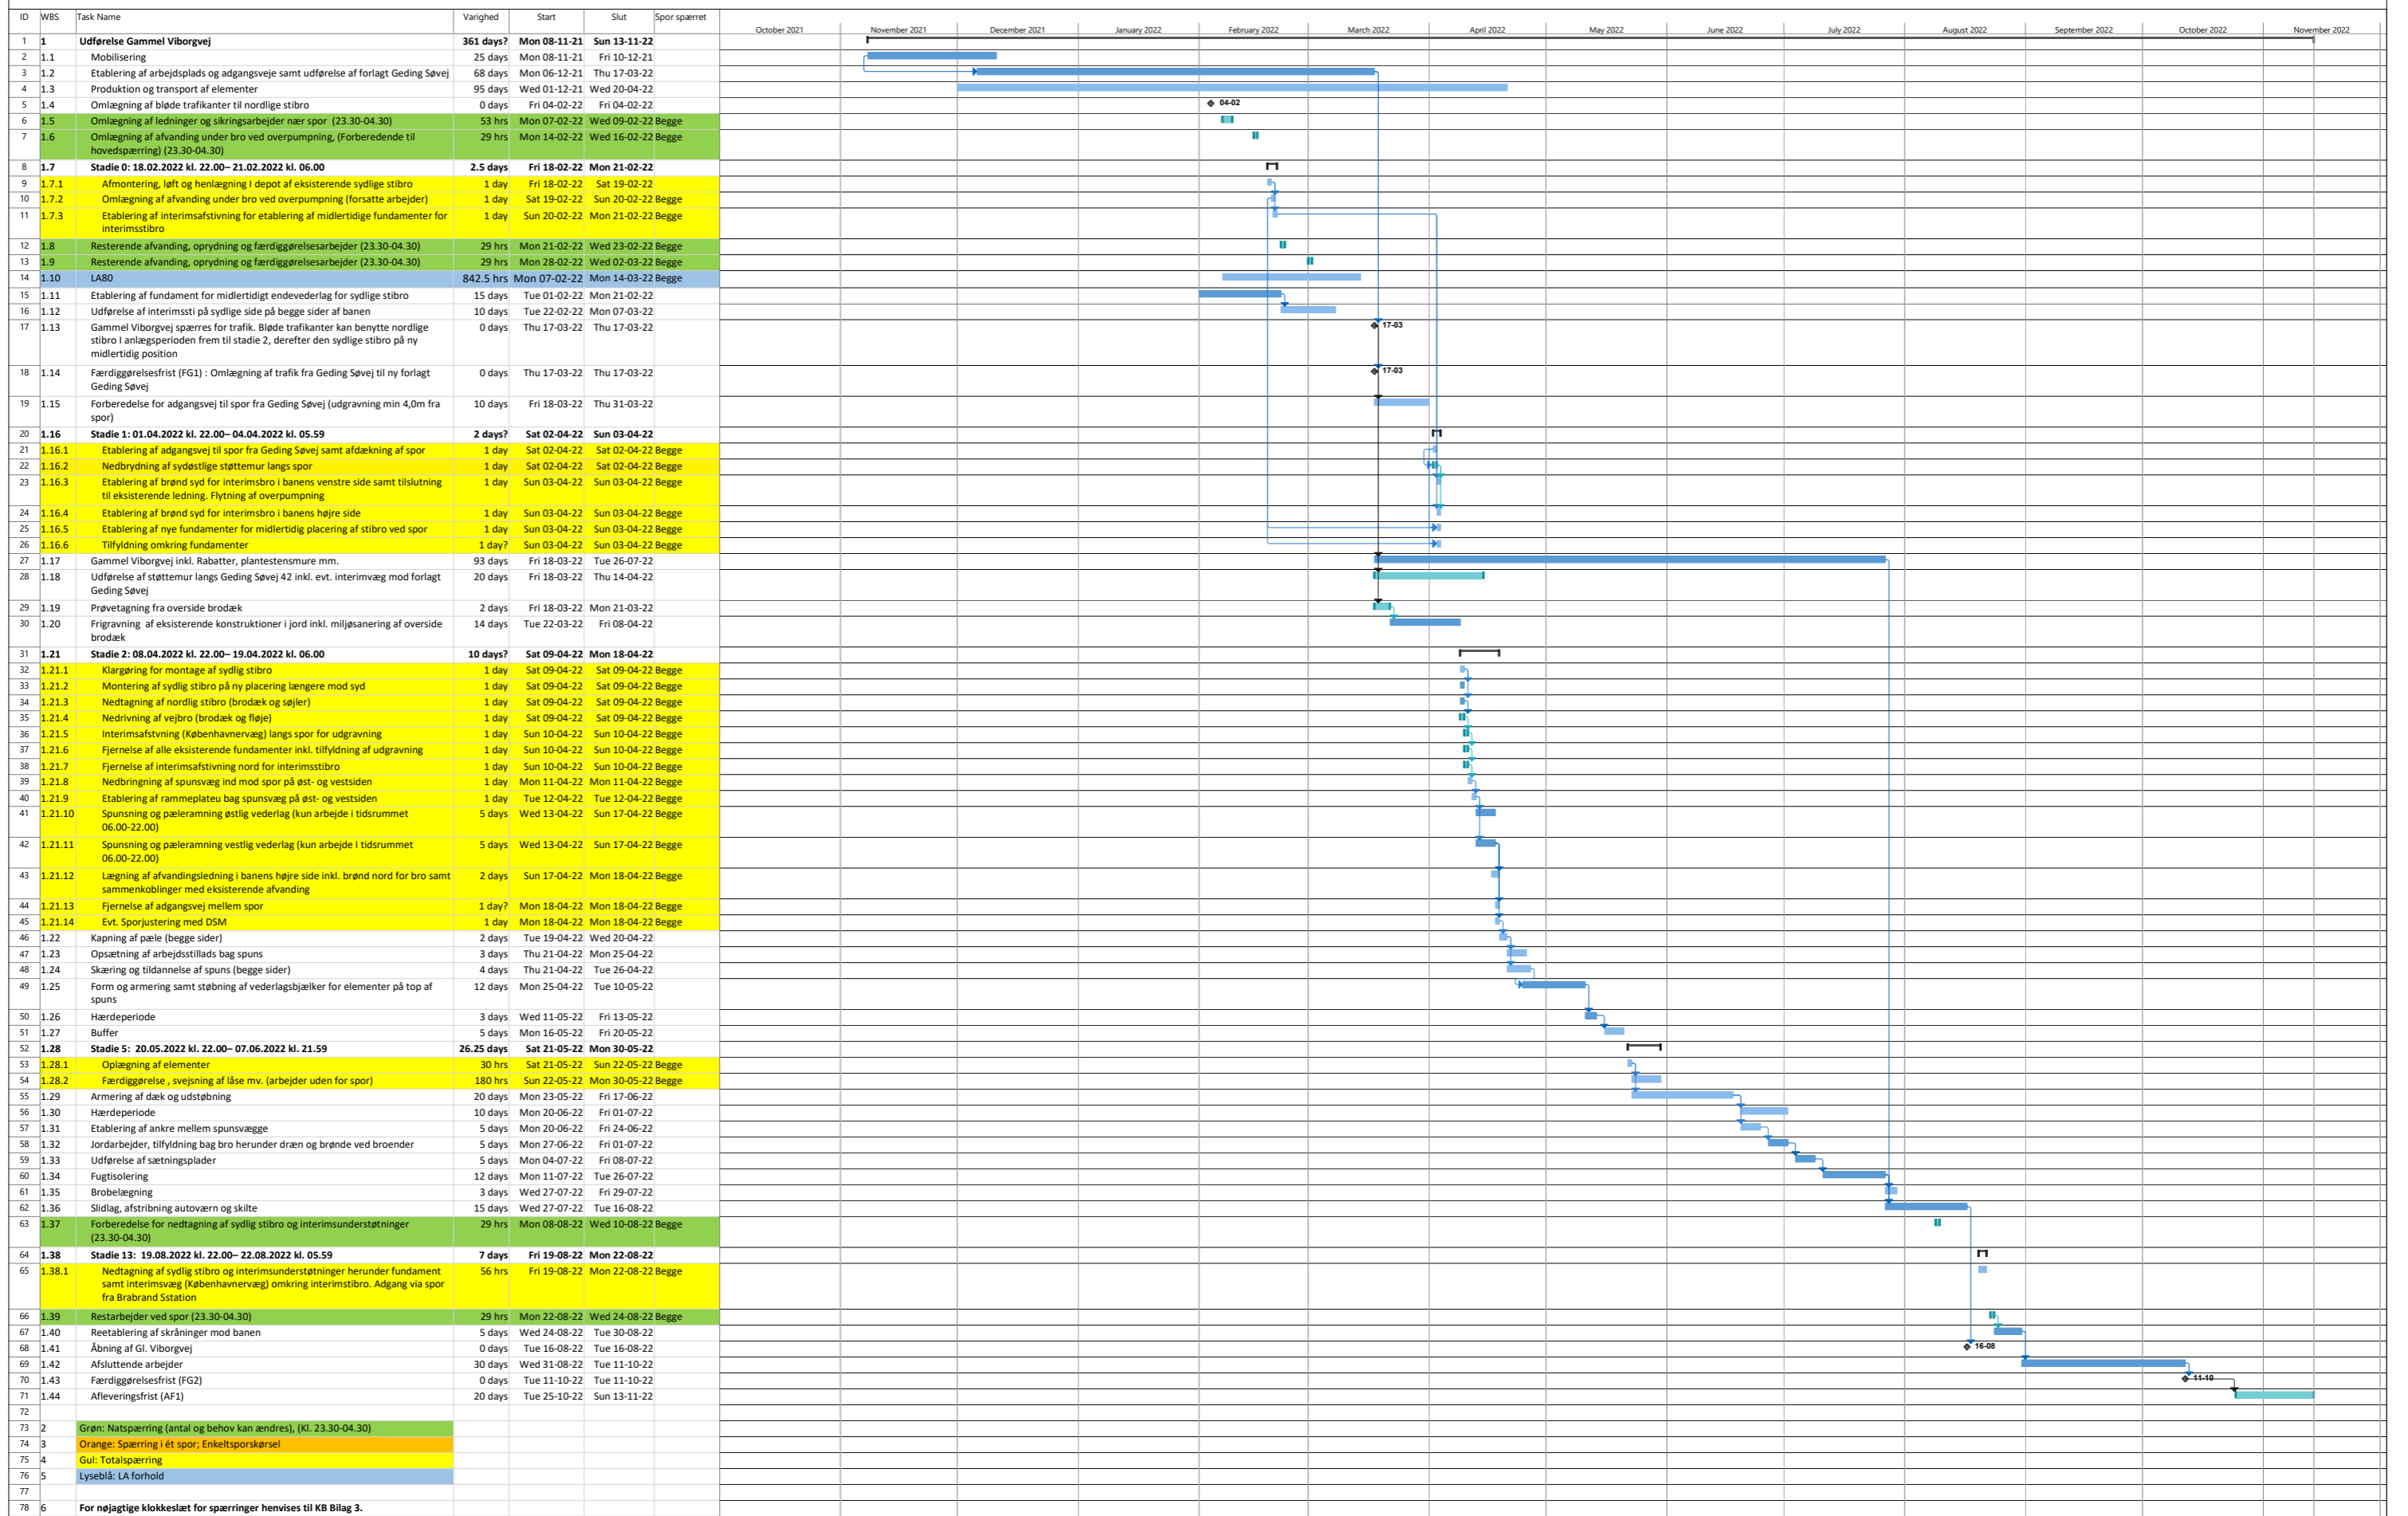 ID WBS Task Name Varighed Start Slut Spor spærret
October 2021 November 2021 December 2021 January 2022 February 2022 March 2022 April 2022 May 2022 June 2022 July 2022 August 2022 September 2022 October 2022 November 2022
1 1 Udførelse Gammel Viborgvej 361 days? Mon 08-11-21 Sun 13-11-22
2 1.1 Mobilisering 25 days Mon 08-11-21 Fri 10-12-21
3 1.2 Etablering af arbejdsplads og adgangsveje samt udførelse af forlagt Geding Søvej 68 days Mon 06-12-21 Thu 17-03-22
4 1.3 Produktion og transport af elementer 95 days Wed 01-12-21 Wed 20-04-22
5 1.4 Omlægning af bløde trafikanter til nordlige stibro 0 days Fri 04-02-22 Fri 04-02-22 04-02
6 1.5 Omlægning af ledninger og sikringsarbejder nær spor (23.30-04.30) 53 hrs Mon 07-02-22 Wed 09-02-22 Begge
7 1.6 Omlægning af afvanding under bro ved overpumpning, (Forberedende til 29 hrs Mon 14-02-22 Wed 16-02-22 Begge
hovedspærring) (23.30-04.30)
8 1.7 Stadie 0: 18.02.2022 kl. 22.00– 21.02.2022 kl. 06.00 2.5 days Fri 18-02-22 Mon 21-02-22
9 1.7.1 Afmontering, løft og henlægning I depot af eksisterende sydlige stibro 1 day Fri 18-02-22 Sat 19-02-22
10 1.7.2 Omlægning af afvanding under bro ved overpumpning (forsatte arbejder) 1 day Sat 19-02-22 Sun 20-02-22 Begge
11 1.7.3 Etablering af interimsafstivning for etablering af midlertidige fundamenter for 1 day Sun 20-02-22 Mon 21-02-22 Begge
interimsstibro
12 1.8 Resterende afvanding, oprydning og færdiggørelsesarbejder (23.30-04.30) 29 hrs Mon 21-02-22 Wed 23-02-22 Begge
13 1.9 Resterende afvanding, oprydning og færdiggørelsesarbejder (23.30-04.30) 29 hrs Mon 28-02-22 Wed 02-03-22 Begge
14 1.10 LA80 842.5 hrs Mon 07-02-22 Mon 14-03-22 Begge
15 1.11 Etablering af fundament for midlertidigt endevederlag for sydlige stibro 15 days Tue 01-02-22 Mon 21-02-22
16 1.12 Udførelse af interimssti på sydlige side på begge sider af banen 10 days Tue 22-02-22 Mon 07-03-22
17 1.13 Gammel Viborgvej spærres for trafik. Bløde trafikanter kan benytte nordlige 0 days Thu 17-03-22 Thu 17-03-22 17-03
stibro I anlægsperioden frem til stadie 2, derefter den sydlige stibro på ny
midlertidig position
18 1.14 Færdiggørelsesfrist (FG1) : Omlægning af trafik fra Geding Søvej til ny forlagt 0 days Thu 17-03-22 Thu 17-03-22 17-03
Geding Søvej
19 1.15 Forberedelse for adgangsvej til spor fra Geding Søvej (udgravning min 4,0m fra 10 days Fri 18-03-22 Thu 31-03-22
spor)
20 1.16 Stadie 1: 01.04.2022 kl. 22.00– 04.04.2022 kl. 05.59 2 days? Sat 02-04-22 Sun 03-04-22
21 1.16.1 Etablering af adgangsvej til spor fra Geding Søvej samt afdækning af spor 1 day Sat 02-04-22 Sat 02-04-22 Begge
22 1.16.2 Nedbrydning af sydøstlige støttemur langs spor 1 day Sat 02-04-22 Sat 02-04-22 Begge
23 1.16.3 Etablering af brønd syd for interimsbro i banens venstre side samt tilslutning 1 day Sun 03-04-22 Sun 03-04-22 Begge
til eksisterende ledning. Flytning af overpumpning
24 1.16.4 Etablering af brønd syd for interimsbro i banens højre side 1 day Sun 03-04-22 Sun 03-04-22 Begge
25 1.16.5 Etablering af nye fundamenter for midlertidig placering af stibro ved spor 1 day Sun 03-04-22 Sun 03-04-22 Begge
26 1.16.6 Tilfyldning omkring fundamenter 1 day? Sun 03-04-22 Sun 03-04-22 Begge
27 1.17 Gammel Viborgvej inkl. Rabatter, plantestensmure mm. 93 days Fri 18-03-22 Tue 26-07-22
28 1.18 Udførelse af støttemur langs Geding Søvej 42 inkl. evt. interimvæg mod forlagt 20 days Fri 18-03-22 Thu 14-04-22
Geding Søvej
29 1.19 Prøvetagning fra overside brodæk 2 days Fri 18-03-22 Mon 21-03-22
30 1.20 Frigravning af eksisterende konstruktioner i jord inkl. miljøsanering af overside 14 days Tue 22-03-22 Fri 08-04-22
brodæk
31 1.21 Stadie 2: 08.04.2022 kl. 22.00– 19.04.2022 kl. 06.00 10 days? Sat 09-04-22 Mon 18-04-22
32 1.21.1 Klargøring for montage af sydlig stibro 1 day Sat 09-04-22 Sat 09-04-22 Begge
33 1.21.2 Montering af sydlig stibro på ny placering længere mod syd 1 day Sat 09-04-22 Sat 09-04-22 Begge
34 1.21.3 Nedtagning af nordlig stibro (brodæk og søjler) 1 day Sat 09-04-22 Sat 09-04-22 Begge
35 1.21.4 Nedrivning af vejbro (brodæk og fløje) 1 day Sat 09-04-22 Sat 09-04-22 Begge
36 1.21.5 Interimsafstvning (Københavnervæg) langs spor for udgravning 1 day Sun 10-04-22 Sun 10-04-22 Begge
37 1.21.6 Fjernelse af alle eksisterende fundamenter inkl. tilfyldning af udgravning 1 day Sun 10-04-22 Sun 10-04-22 Begge
38 1.21.7 Fjernelse af interimsafstivning nord for interimsstibro 1 day Sun 10-04-22 Sun 10-04-22 Begge
39 1.21.8 Nedbringning af spunsvæg ind mod spor på øst- og vestsiden 1 day Mon 11-04-22 Mon 11-04-22 Begge
40 1.21.9 Etablering af rammeplateu bag spunsvæg på øst- og vestsiden 1 day Tue 12-04-22 Tue 12-04-22 Begge
41 1.21.10 Spunsning og pæleramning østlig vederlag (kun arbejde i tidsrummet 5 days Wed 13-04-22 Sun 17-04-22 Begge
06.00-22.00)
42 1.21.11 Spunsning og pæleramning vestlig vederlag (kun arbejde I tidsrummet 5 days Wed 13-04-22 Sun 17-04-22 Begge
06.00-22.00)
43 1.21.12 Lægning af afvandingsledning i banens højre side inkl. brønd nord for bro samt 2 days Sun 17-04-22 Mon 18-04-22 Begge
sammenkoblinger med eksisterende afvanding
44 1.21.13 Fjernelse af adgangsvej mellem spor 1 day? Mon 18-04-22 Mon 18-04-22 Begge
45 1.21.14 Evt. Sporjustering med DSM 1 day Mon 18-04-22 Mon 18-04-22 Begge
46 1.22 Kapning af pæle (begge sider) 2 days Tue 19-04-22 Wed 20-04-22
47 1.23 Opsætning af arbejdsstillads bag spuns 3 days Thu 21-04-22 Mon 25-04-22
48 1.24 Skæring og tildannelse af spuns (begge sider) 4 days Thu 21-04-22 Tue 26-04-22
49 1.25 Form og armering samt støbning af vederlagsbjælker for elementer på top af 12 days Mon 25-04-22 Tue 10-05-22
spuns
50 1.26 Hærdeperiode 3 days Wed 11-05-22 Fri 13-05-22
51 1.27 Buffer 5 days Mon 16-05-22 Fri 20-05-22
52 1.28 Stadie 5: 20.05.2022 kl. 22.00– 07.06.2022 kl. 21.59 26.25 days Sat 21-05-22 Mon 30-05-22
53 1.28.1 Oplægning af elementer 30 hrs Sat 21-05-22 Sun 22-05-22 Begge
54 1.28.2 Færdiggørelse , svejsning af låse mv. (arbejder uden for spor) 180 hrs Sun 22-05-22 Mon 30-05-22 Begge
55 1.29 Armering af dæk og udstøbning 20 days Mon 23-05-22 Fri 17-06-22
56 1.30 Hærdeperiode 10 days Mon 20-06-22 Fri 01-07-22
57 1.31 Etablering af ankre mellem spunsvægge 5 days Mon 20-06-22 Fri 24-06-22
58 1.32 Jordarbejder, tilfyldning bag bro herunder dræn og brønde ved broender 5 days Mon 27-06-22 Fri 01-07-22
59 1.33 Udførelse af sætningsplader 5 days Mon 04-07-22 Fri 08-07-22
60 1.34 Fugtisolering 12 days Mon 11-07-22 Tue 26-07-22
61 1.35 Brobelægning 3 days Wed 27-07-22 Fri 29-07-22
62 1.36 Slidlag, afstribning autoværn og skilte 15 days Wed 27-07-22 Tue 16-08-22
63 1.37 Forberedelse for nedtagning af sydlig stibro og interimsunderstøtninger 29 hrs Mon 08-08-22 Wed 10-08-22 Begge
(23.30-04.30)
64 1.38 Stadie 13: 19.08.2022 kl. 22.00– 22.08.2022 kl. 05.59 7 days Fri 19-08-22 Mon 22-08-22
65 1.38.1 Nedtagning af sydlig stibro og interimsunderstøtninger herunder fundament 56 hrs Fri 19-08-22 Mon 22-08-22 Begge
samt interimsvæg (Københavnervæg) omkring interimstibro. Adgang via spor
fra Brabrand Sstation
66 1.39 Restarbejder ved spor (23.30-04.30) 29 hrs Mon 22-08-22 Wed 24-08-22 Begge
67 1.40 Reetablering af skråninger mod banen 5 days Wed 24-08-22 Tue 30-08-22
68 1.41 Åbning af Gl. Viborgvej 0 days Tue 16-08-22 Tue 16-08-22 16-08
69 1.42 Afsluttende arbejder 30 days Wed 31-08-22 Tue 11-10-22
70 1.43 Færdiggørelsesfrist (FG2) 0 days Tue 11-10-22 Tue 11-10-22 11-10
71 1.44 Afleveringsfrist (AF1) 20 days Tue 25-10-22 Sun 13-11-22
72
73 2 Grøn: Natspærring (antal og behov kan ændres), (Kl. 23.30-04.30)
74 3 Orange: Spærring i ét spor; Enkeltsporskørsel
75 4 Gul: Totalspærring
76 5 Lyseblå: LA forhold
77
78 6 For nøjagtige klokkeslæt for spærringer henvises til KB Bilag 3.